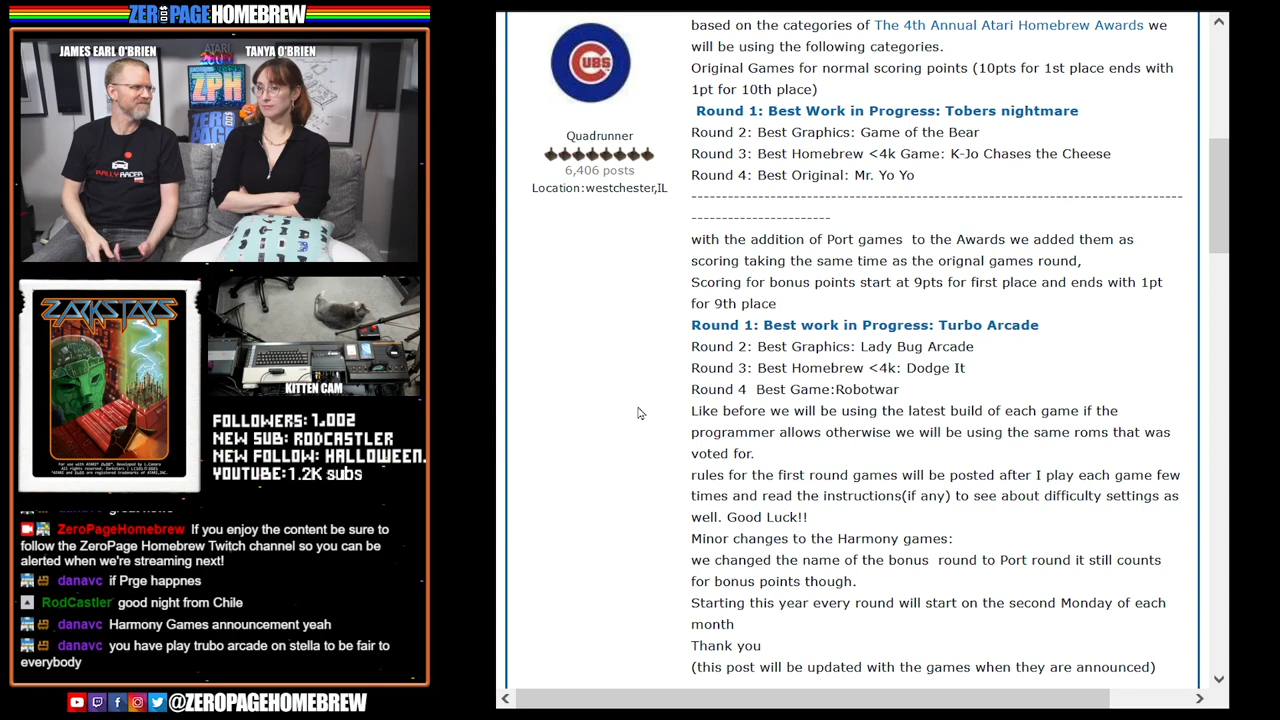 ZEROPAGEHOMEBREW
JAMES EARL O'BRIEN
TANYA O'BRIEN
ATARI
2600
ZPH
ZERO
PAGE
RALLY
RACER
ZARKSTARS
KITTEN CAM
FOLLOWERS: 1,002
NEW SUB: RODCASTLER
NEW FOLLOW: HALLOWEEN.
YOUTUBE: 1.2K subs
ZeroPageHomebrew If you enjoy the content be sure to
follow the ZeroPage Homebrew Twitch channel so you can be
alerted when we're streaming next!
danavc if Prge happnes
RodCastler good night from Chile
danavc Harmony Games announcement yeah
danavc you have play trubo arcade on stella to be fair to
everybody
@ZEROPAGEHOMEBREW
CUBS
Quadrunner
6,406 posts
Location:westchester,IL
based on the categories of The 4th Annual Atari Homebrew Awards we
will be using the following categories.
Original Games for normal scoring points (10pts for 1st place ends with
1pt for 10th place)
Round 1: Best Work in Progress: Tobers nightmare
Round 2: Best Graphics: Game of the Bear
Round 3: Best Homebrew <4k Game: K-Jo Chases the Cheese
Round 4: Best Original: Mr. Yo Yo
--------------------------------------------------------------------------------
-----------------------
with the addition of Port games  to the Awards we added them as
scoring taking the same time as the orignal games round,
Scoring for bonus points start at 9pts for first place and ends with 1pt
for 9th place
Round 1: Best work in Progress: Turbo Arcade
Round 2: Best Graphics: Lady Bug Arcade
Round 3: Best Homebrew <4k: Dodge It
Round 4  Best Game:Robotwar
Like before we will be using the latest build of each game if the
programmer allows otherwise we will be using the same roms that was
voted for.
rules for the first round games will be posted after I play each game few
times and read the instructions(if any) to see about difficulty settings as
well. Good Luck!!
Minor changes to the Harmony games:
we changed the name of the bonus  round to Port round it still counts
for bonus points though.
Starting this year every round will start on the second Monday of each
month
Thank you
(this post will be updated with the games when they are announced)